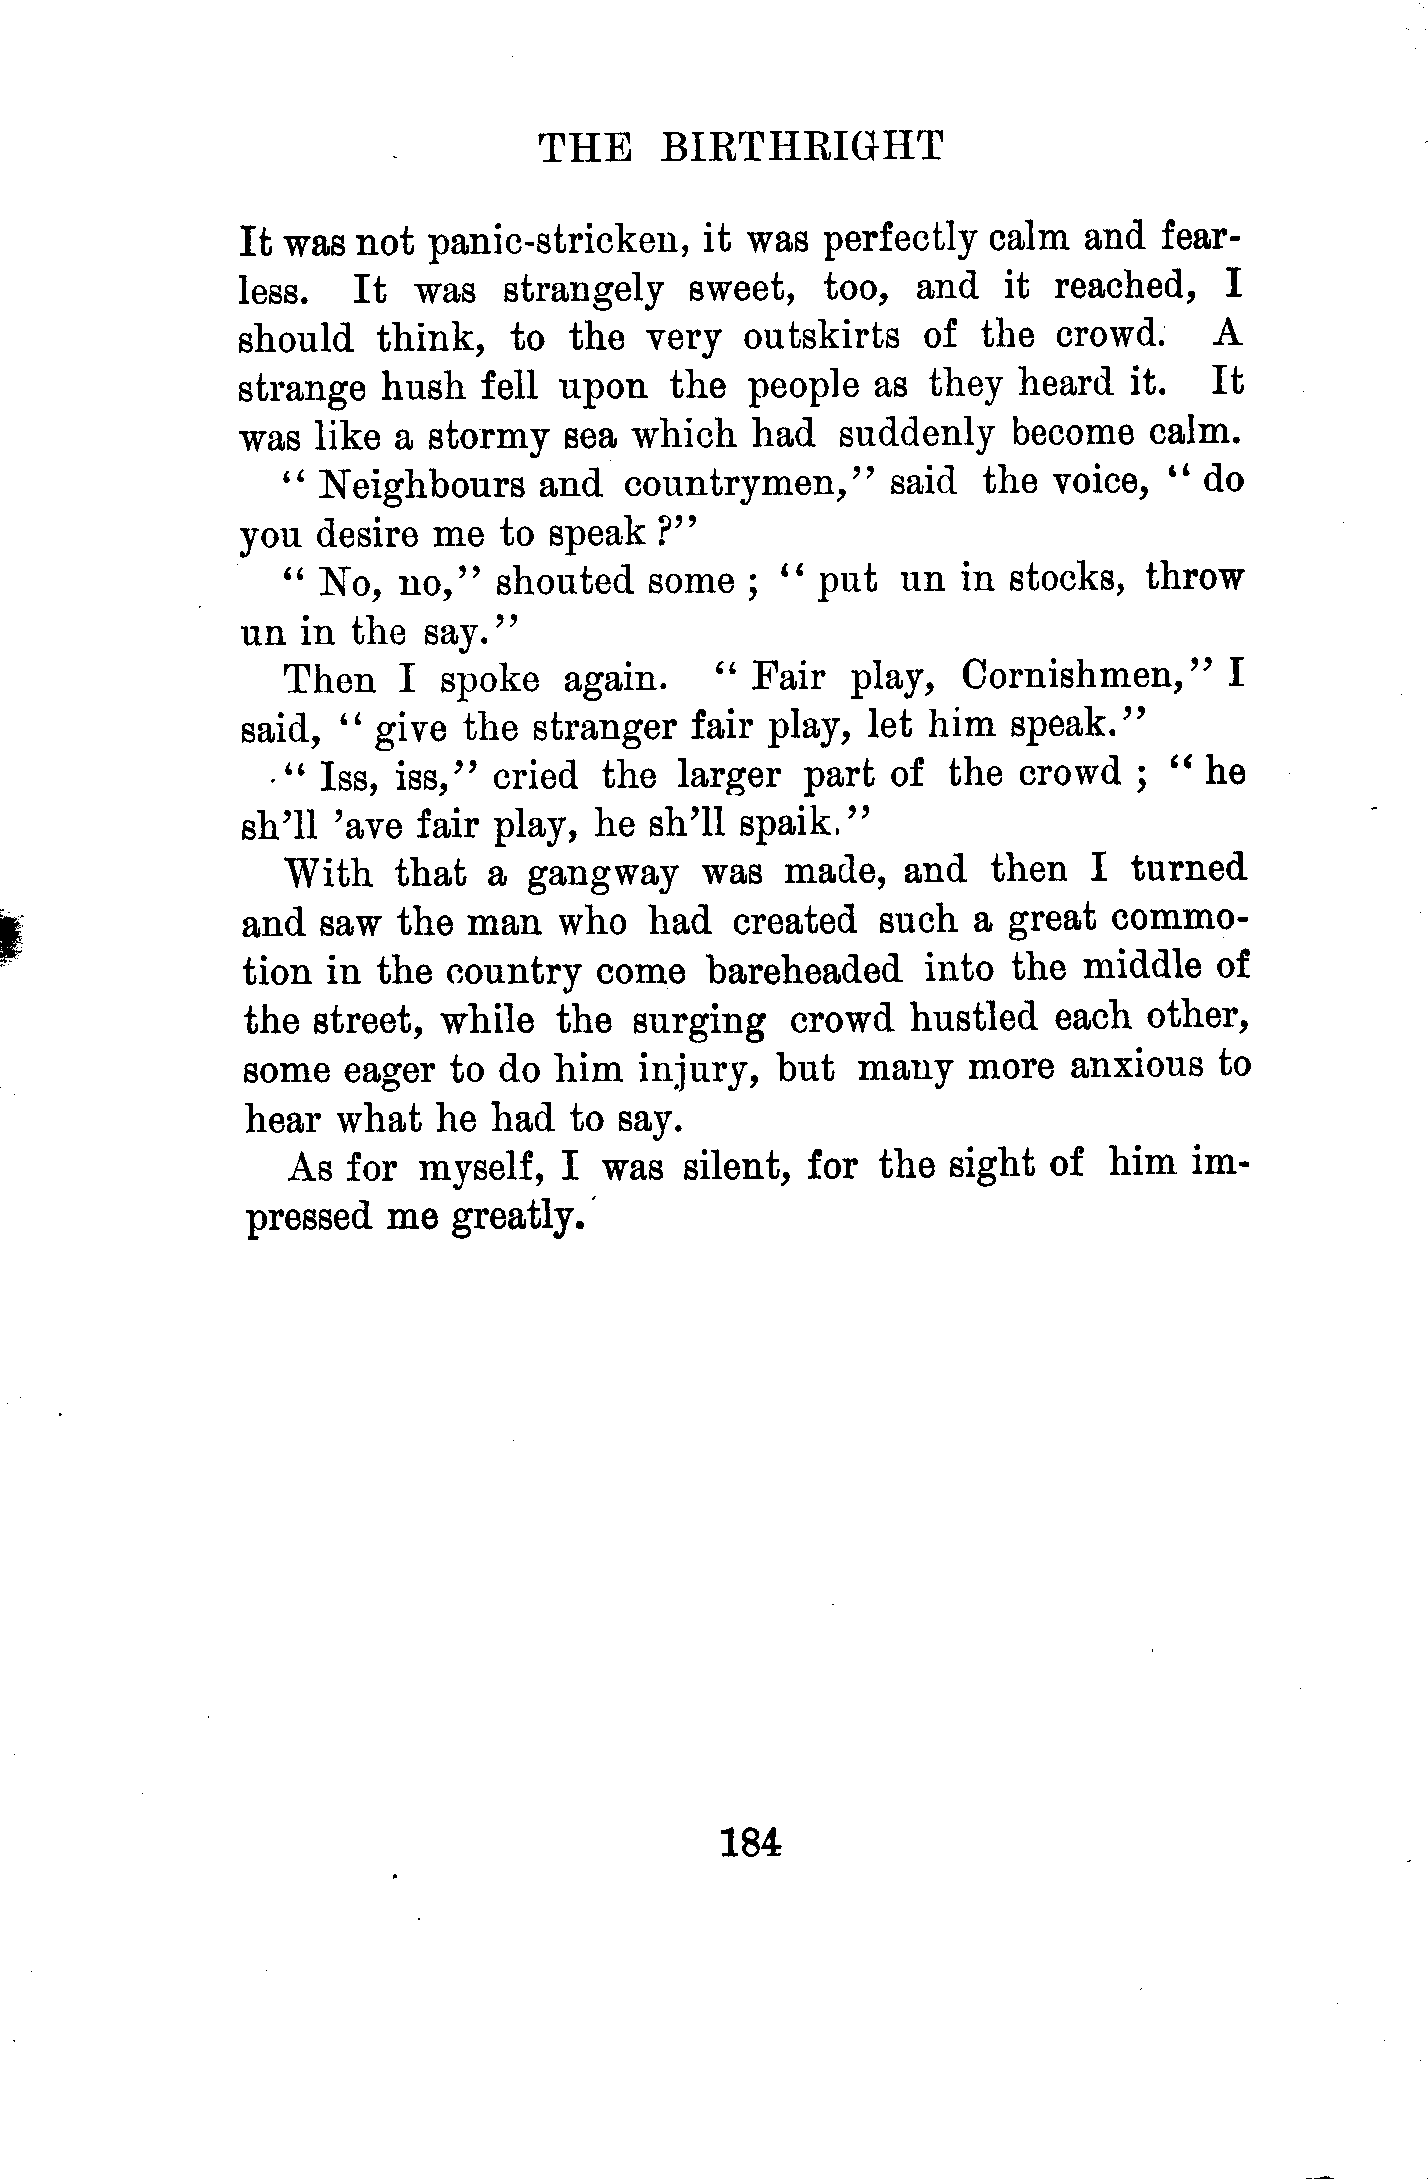 THE BIRTHRIGHT
It was not panic-stricken, it was perfectly calm and fear-
less. It was strangely sweet, too, and it reached, I
should think, to the very outskirts of the crowd. A
strange hush fell upon the people as they heard it. It
was like a stormy sea which had suddenly become calm.
“ Neighbours and countrymen,” said the voice, “ do
you desire me to speak ?”
“ No, no,” shouted some ; “ put un in stocks, throw
un in the say.”
Then I spoke again. “ Fair play, Cornishmen,” I
said, “ give the stranger fair play, let him speak.”
“ Iss, iss,” cried the larger part of the crowd ; “ he
sh’ll ’ave fair play, he sh’ll spaik.”
With that a gangway was made, and then I turned
and saw the man who had created such a great commo-
tion in the country come bareheaded into the middle of
the street, while the surging crowd hustled each other,
some eager to do him injury, but many more anxious to
hear what he had to say.
As for myself, I was silent, for the sight of him im-
pressed me greatly.
184